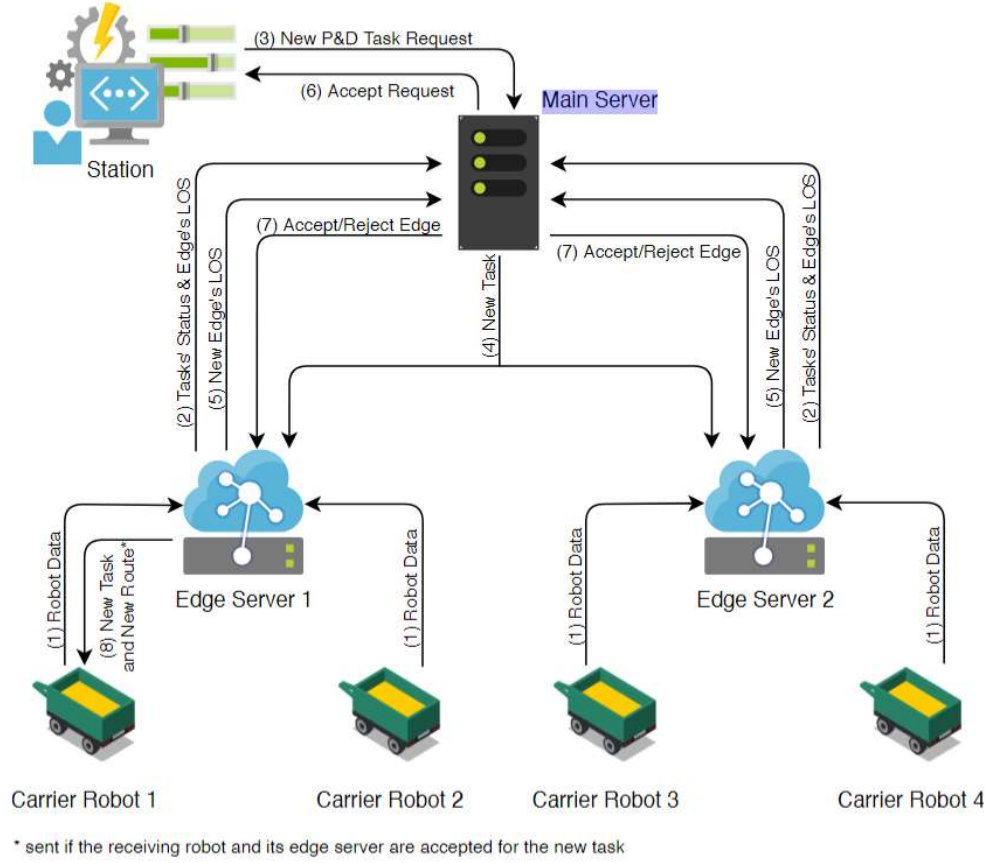 (3) New P&D Task Request
(6) Accept Request
Main Server
Station
(2) Tasks' Status & Edge's LOS
(5) New Edge's LOS
(7) Accept/Reject Edge
(4) New Task
(7) Accept/Reject Edge
(5) New Edge's LOS
(2) Tasks' Status & Edge's LOS
(1) Robot Data
(8) New Task
and New Route*
Edge Server 1
(1) Robot Data
(1) Robot Data
Edge Server 2
(1) Robot Data
Carrier Robot 1
Carrier Robot 2
Carrier Robot 3
Carrier Robot 4
* sent if the receiving robot and its edge server are accepted for the new task